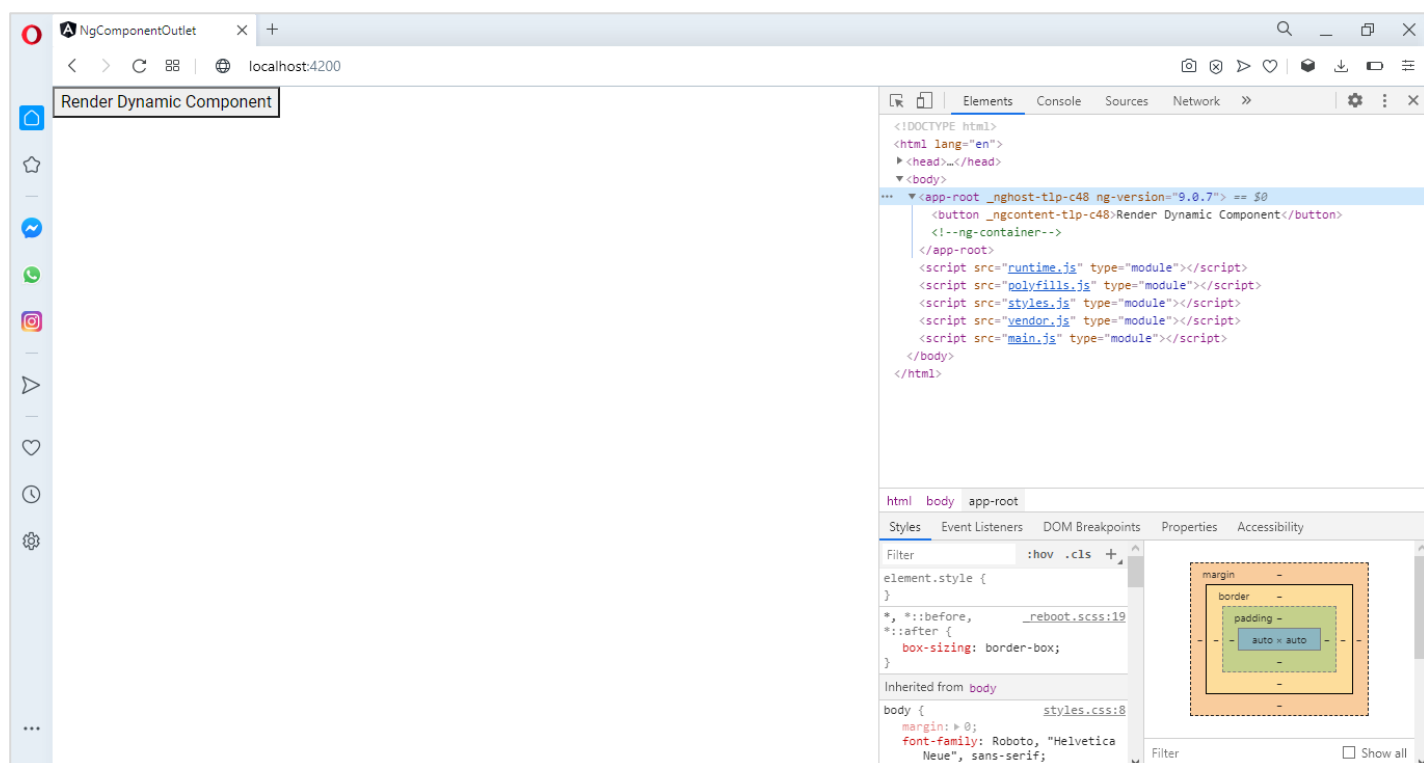 NgComponentOutlet
localhost:4200
Render Dynamic Component
Elements Console Sources Network »
<!DOCTYPE html>
<html lang="en">
▶<head>…</head>
▼<body>
… ▼<app-root _nghost-tlp-c48 ng-version="9.0.7"> == $0
<button _ngcontent-tlp-c48>Render Dynamic Component</button>
<!--ng-container-->
</app-root>
<script src="runtime.js" type="module"></script>
<script src="polyfills.js" type="module"></script>
<script src="styles.js" type="module"></script>
<script src="vendor.js" type="module"></script>
<script src="main.js" type="module"></script>
</body>
</html>
html body app-root
Styles Event Listeners DOM Breakpoints Properties Accessibility
Filter :hov .cls +
element.style {
}
*, *::before, _reboot.scss:19
*::after {
box-sizing: border-box;
}
Inherited from body
body { styles.css:8
margin: ▶ 0;
font-family: Roboto, "Helvetica
Neue", sans-serif;
margin –
border –
padding –
– – – auto × auto – – –
–
–
–
Filter Show all